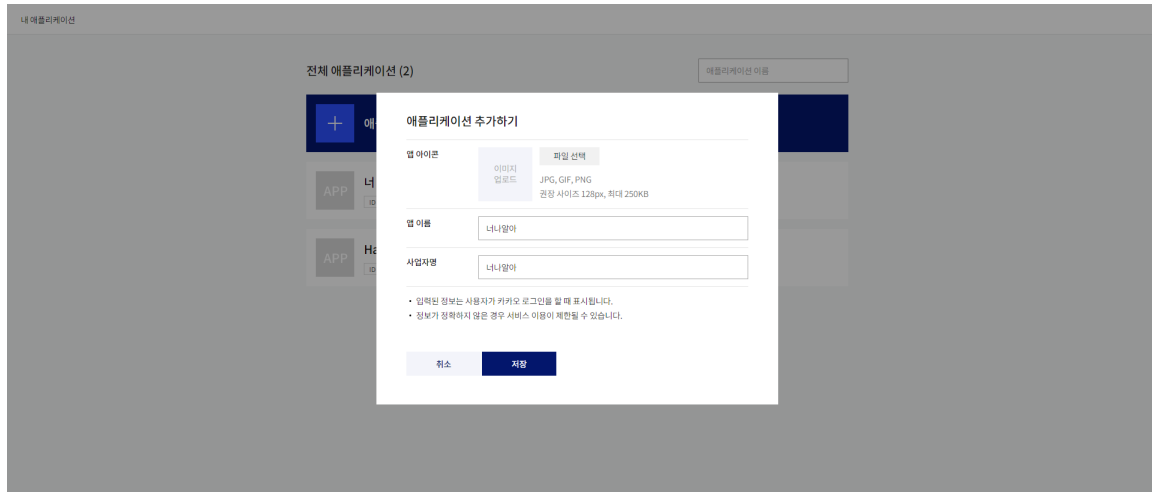 내 애플리케이션
전체 애플리케이션 (2)
애플리케이션 이름
애플리케이션 추가하기
앱 아이콘
이미지
업로드
파일 선택
JPG, GIF, PNG
권장 사이즈 128px, 최대 250KB
앱 이름
너나알아
사업자명
너나알아
• 입력된 정보는 사용자가 카카오 로그인을 할 때 표시됩니다.
• 정보가 정확하지 않은 경우 서비스 이용이 제한될 수 있습니다.
취소
저장
APP
너
ID
APP
Ha
ID